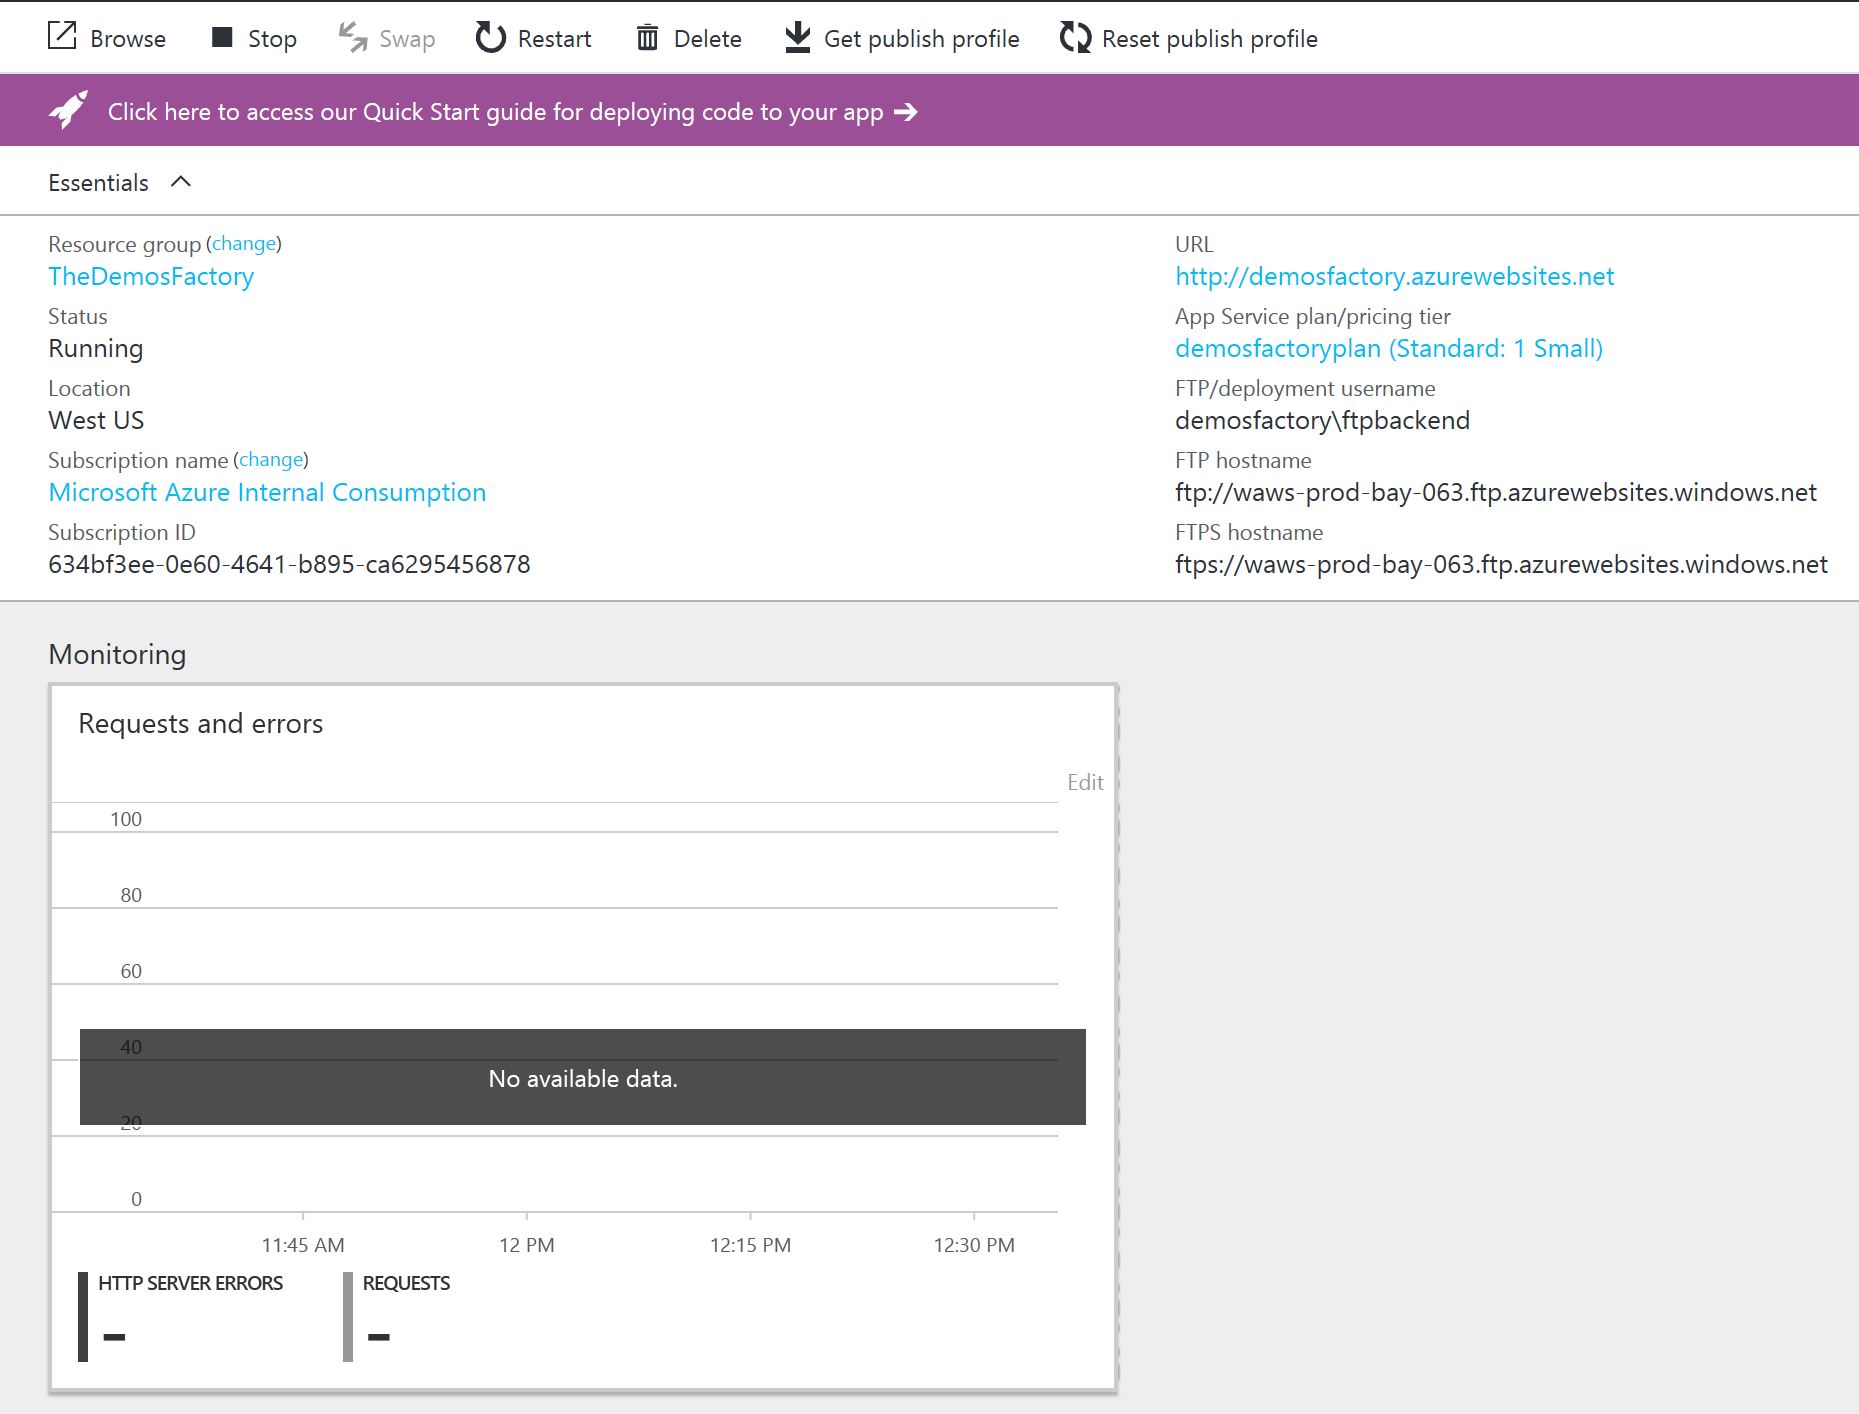 Browse Stop Swap Restart Delete Get publish profile Reset publish profile
Click here to access our Quick Start guide for deploying code to your app
Essentials
Resource group (change)
TheDemosFactory
Status
Running
Location
West US
Subscription name (change)
Microsoft Azure Internal Consumption
Subscription ID
634bf3ee-0e60-4641-b895-ca6295456878
URL
http://demosfactory.azurewebsites.net
App Service plan/pricing tier
demosfactoryplan (Standard: 1 Small)
FTP/deployment username
demosfactory\ftpbackend
FTP hostname
ftp://waws-prod-bay-063.ftp.azurewebsites.windows.net
FTPS hostname
ftps://waws-prod-bay-063.ftp.azurewebsites.windows.net
Monitoring
Requests and errors
Edit
100
80
60
40
No available data.
20
0
11:45 AM 12 PM 12:15 PM 12:30 PM
HTTP SERVER ERRORS REQUESTS
- -